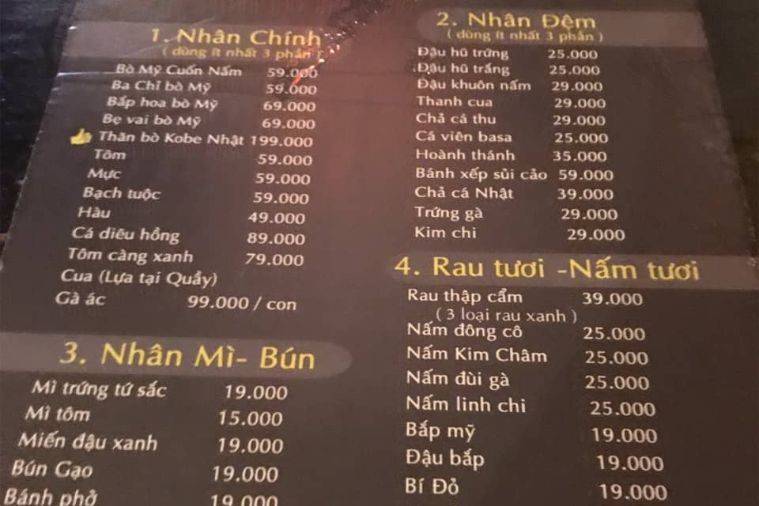 1. Nhân Chính
( dùng ít nhất 3 phần )
Bò Mỹ Cuốn Nấm 59.000
Ba Chỉ bò Mỹ 59.000
Bắp hoa bò Mỹ 69.000
Bẹ vai bò Mỹ 69.000
Thăn bò Kobe Nhật 199.000
Tôm 59.000
Mực 59.000
Bạch tuộc 59.000
Hàu 49.000
Cá diêu hồng 89.000
Tôm càng xanh 79.000
Cua (Lựa tại Quầy)
Gà ác 99.000 / con
2. Nhân Đệm
( dùng ít nhất 3 phần )
Đậu hũ trứng 25.000
Đậu hũ trắng 25.000
Đậu khuôn nấm 29.000
Thanh cua 29.000
Chả cá thu 29.000
Cá viên basa 25.000
Hoành thánh 35.000
Bánh xếp sủi cảo 59.000
Chả cá Nhật 39.000
Trứng gà 29.000
Kim chi 29.000
3. Nhân Mì- Bún
Mì trứng tứ sắc 19.000
Mì tôm 15.000
Miến đậu xanh 19.000
Bún Gạo 19.000
Bánh phở 19.000
4. Rau tươi -Nấm tươi
Rau thập cẩm 39.000
( 3 loại rau xanh )
Nấm đông cô 25.000
Nấm Kim Châm 25.000
Nấm đùi gà 25.000
Nấm linh chi 25.000
Bắp mỹ 19.000
Đậu bắp 19.000
Bí Đỏ 19.000